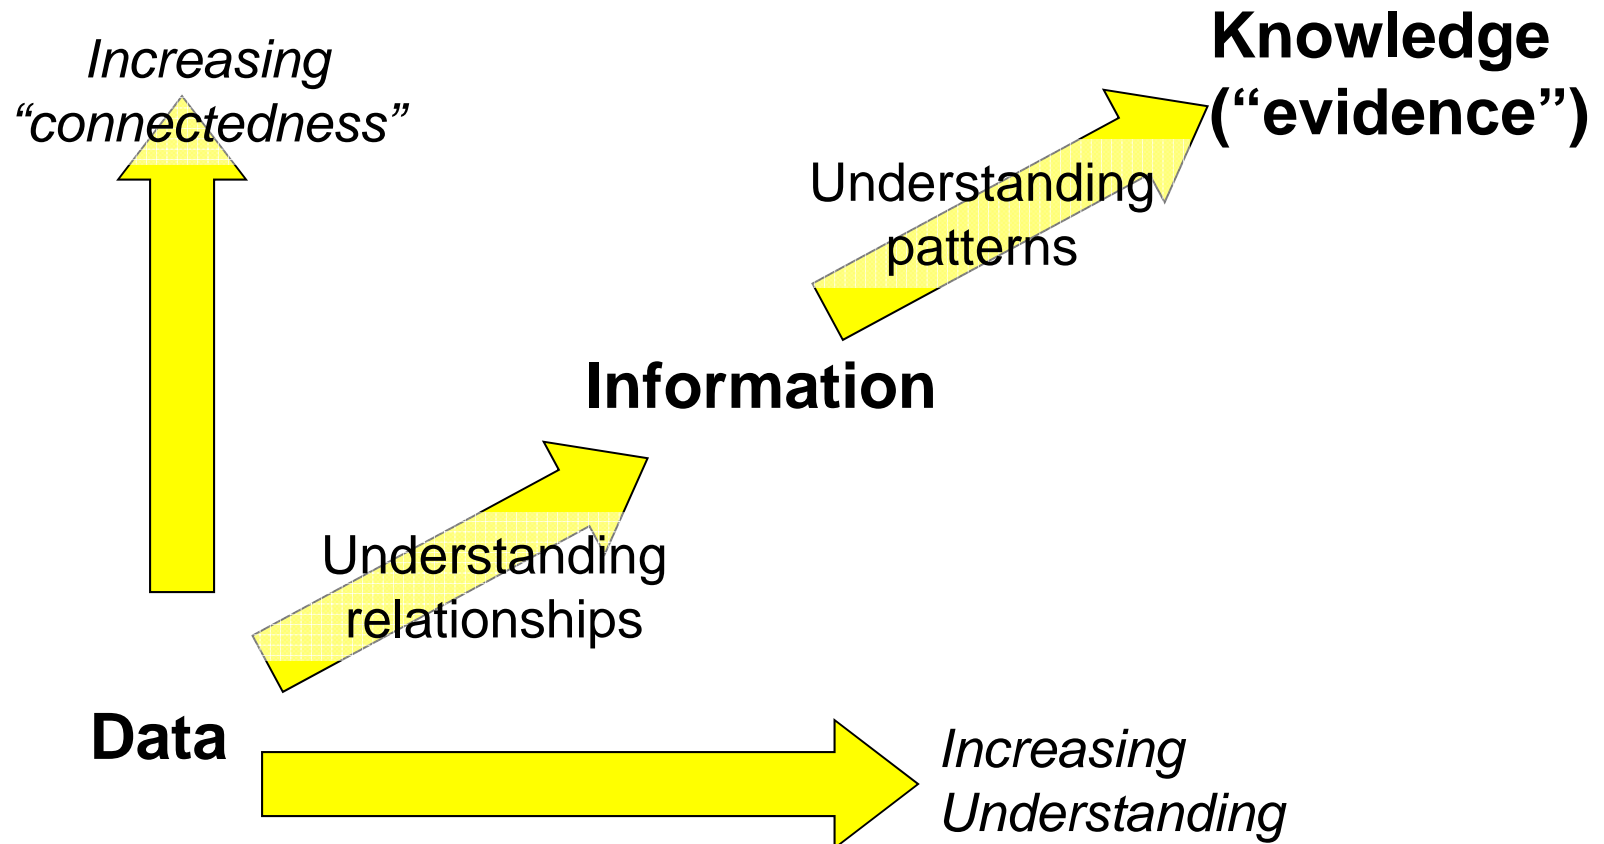 Increasing
“connectedness”
Knowledge
(“evidence”)
Understanding
patterns
Information
Understanding
relationships
Data
Increasing
Understanding